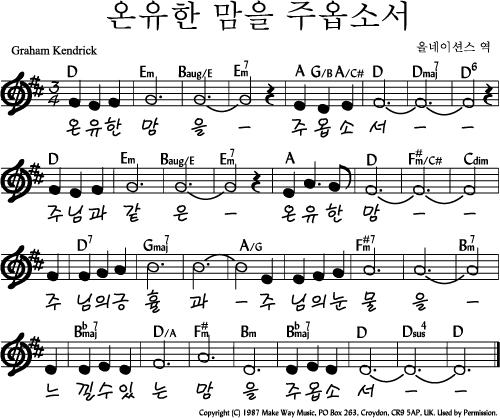 온유한 맘을 주옵소서
Graham Kendrick
올네이션스 역
D Em Baug/E Em7 A G/B A/C# D Dmaj7 D6
3/4
온유한 맘 을 – 주옵소 서 – –
D Em Baug/E Em7 A D F#m/C# Cdim
주님과 같 은 – 온유한 맘 – –
D7 Gmaj7 A/G F#7 Bm7
주 님의긍 휼 과 – 주 님의눈 물 을 –
Bbmaj7 D/A F#m Bm Bbmaj7 D Dsus4 D
느 낄수있 는 맘 을 주옵소 서 – –
Copyright (C) 1987 Make Way Music, PO Box 263, Croydon, CR9 5AP, UK. Used by Permission.